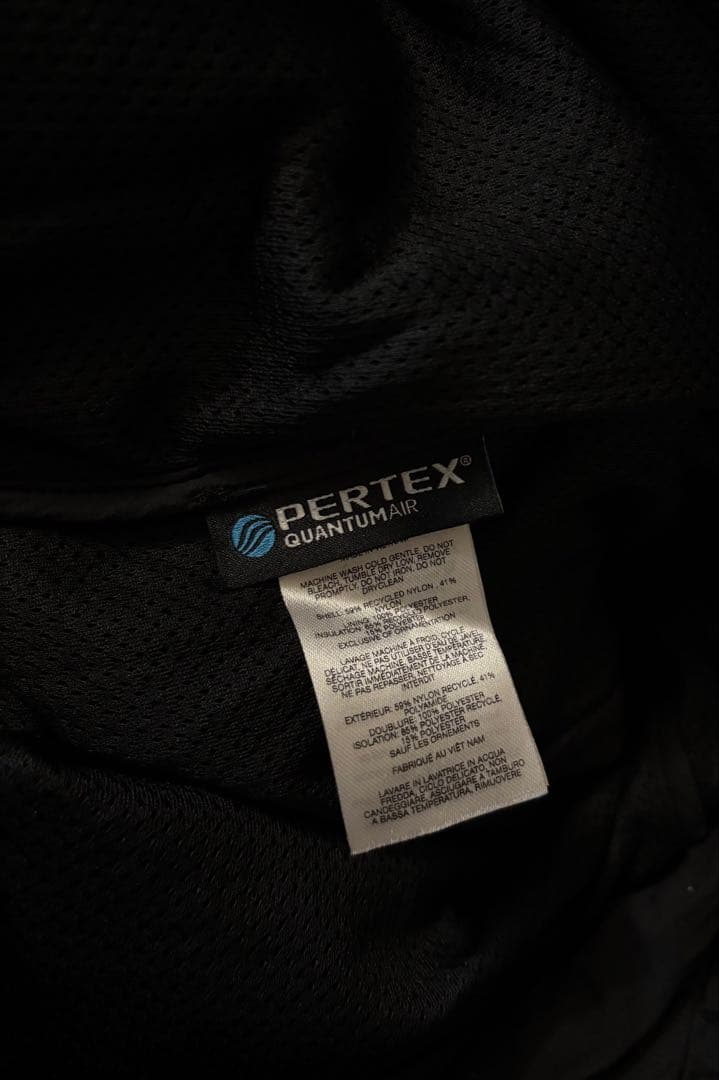 PERTEX®
QUANTUMAIR
MACHINE WASH COLD GENTLE, DO NOT
BLEACH, TUMBLE DRY LOW, REMOVE
PROMPTLY, DO NOT IRON, DO NOT
DRYCLEAN
SHELL: 59% RECYCLED NYLON, 41%
NYLON
LINING: 100% POLYESTER
INSULATION: 85% RECYCLED POLYESTER,
15% POLYESTER
EXCLUSIVE OF ORNAMENTATION
LAVAGE MACHINE À FROID, CYCLE
DÉLICAT, NE PAS UTILISER D'EAU DE JAVEL,
SÉCHAGE MACHINE, BASSE TEMPÉRATURE,
SORTIR IMMÉDIATEMENT DE LA MACHINE,
NE PAS REPASSER, NETTOYAGE À SEC
INTERDIT
EXTÉRIEUR: 59% NYLON RECYCLÉ, 41%
POLYAMIDE
DOUBLURE: 100% POLYESTER
ISOLATION: 85% POLYESTER RECYCLÉ,
15% POLYESTER
SAUF LES ORNEMENTS
FABRIQUÉ AU VIÊT NAM
LAVARE IN LAVATRICE IN ACQUA
FREDDA, CICLO DELICATO, NON
CANDEGGIARE, ASCIUGARE A TAMBURO
A BASSA TEMPERATURA, RIMUOVERE